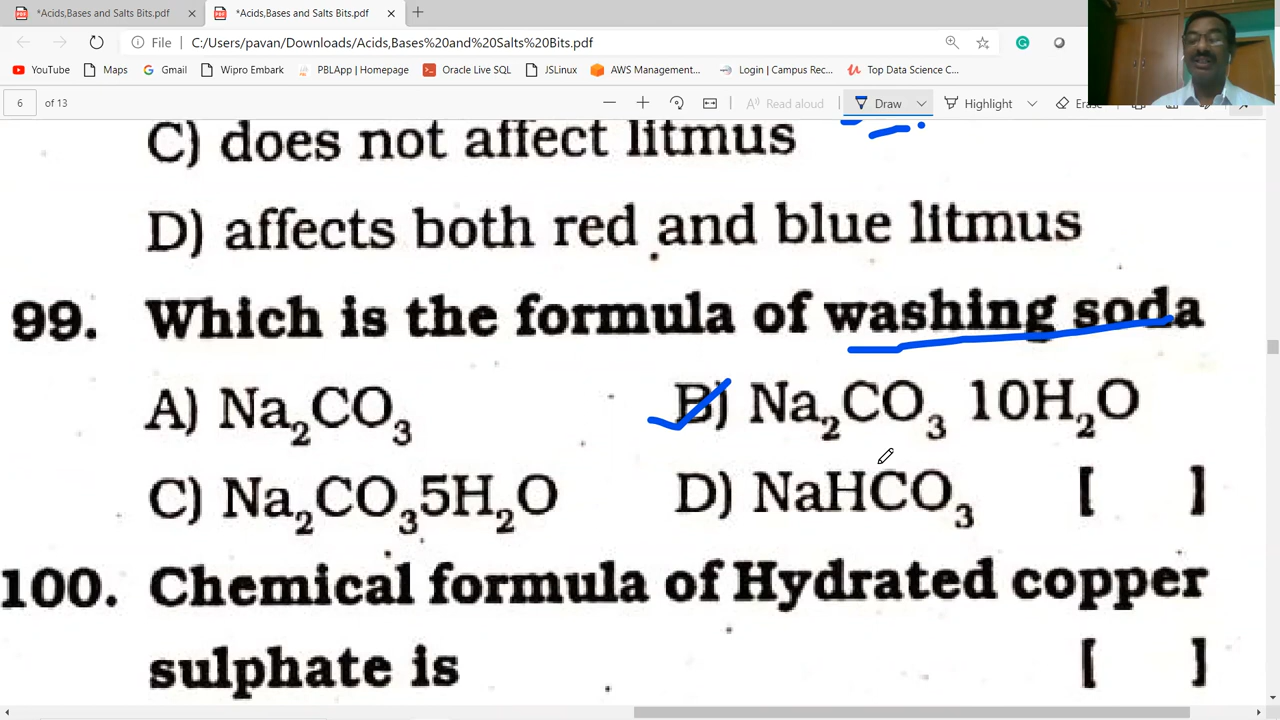 *Acids,Bases and Salts Bits.pdf
*Acids,Bases and Salts Bits.pdf
File C:/Users/pavan/Downloads/Acids,Bases%20and%20Salts%20Bits.pdf
YouTube Maps Gmail Wipro Embark PBLApp | Homepage Oracle Live SQL JSLinux AWS Management... Login | Campus Rec... Top Data Science C...
6 of 13 Read aloud Draw Highlight Erase
C) does not affect litmus
D) affects both red and blue litmus
99. Which is the formula of washing soda
A) Na₂CO₃ B) Na₂CO₃ 10H₂O
C) Na₂CO₃5H₂O D) NaHCO₃ [ ]
100. Chemical formula of Hydrated copper
sulphate is [ ]